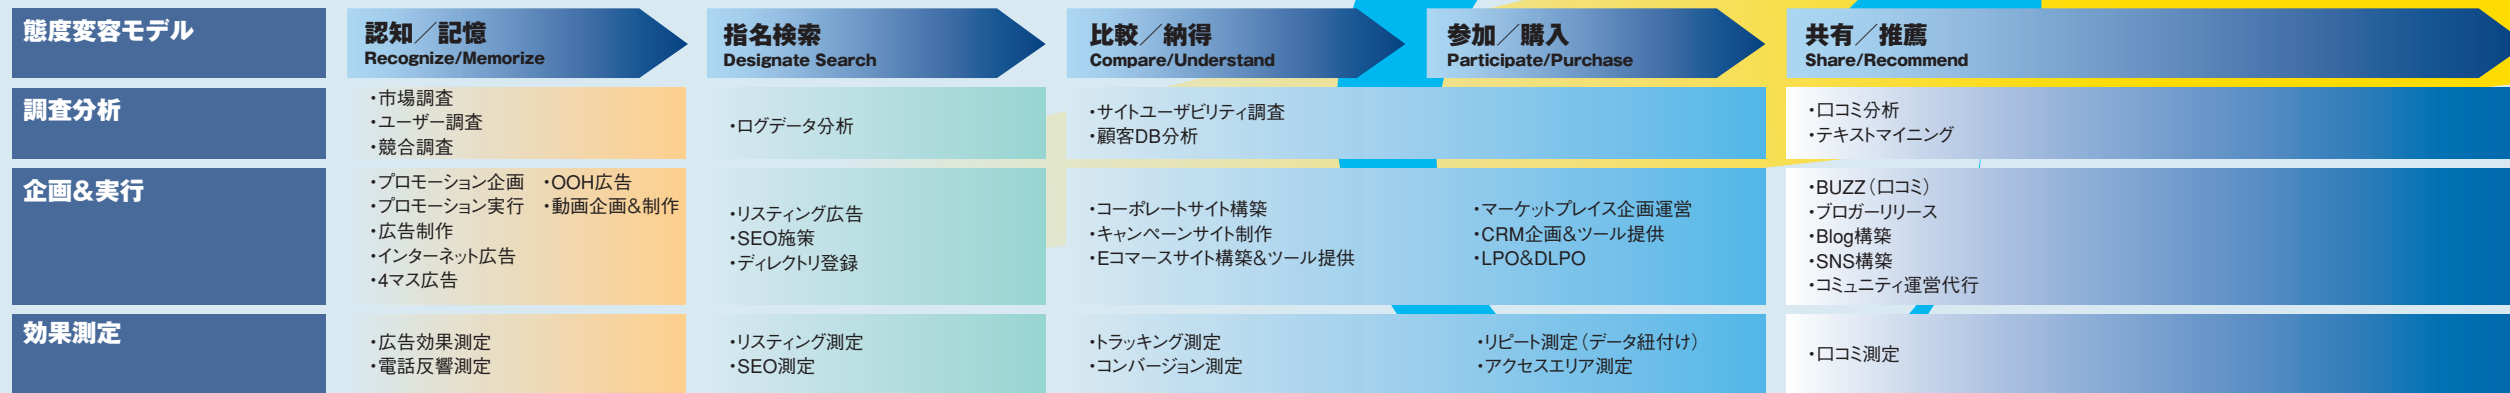 態度変容モデル
認知／記憶
Recognize/Memorize
指名検索
Designate Search
比較／納得
Compare/Understand
参加／購入
Participate/Purchase
共有／推薦
Share/Recommend
調査分析
・市場調査
・ユーザー調査
・競合調査
・ログデータ分析
・サイトユーザビリティ調査
・顧客DB分析
・口コミ分析
・テキストマイニング
企画&実行
・プロモーション企画
・プロモーション実行
・広告制作
・インターネット広告
・4マス広告
・OOH広告
・動画企画&制作
・リスティング広告
・SEO施策
・ディレクトリ登録
・コーポレートサイト構築
・キャンペーンサイト制作
・Eコマースサイト構築&ツール提供
・マーケットプレイス企画運営
・CRM企画&ツール提供
・LPO&DLPO
・BUZZ（口コミ）
・ブロガーリリース
・Blog構築
・SNS構築
・コミュニティ運営代行
効果測定
・広告効果測定
・電話反響測定
・リスティング測定
・SEO測定
・トラッキング測定
・コンバージョン測定
・リピート測定（データ紐付け）
・アクセスエリア測定
・口コミ測定